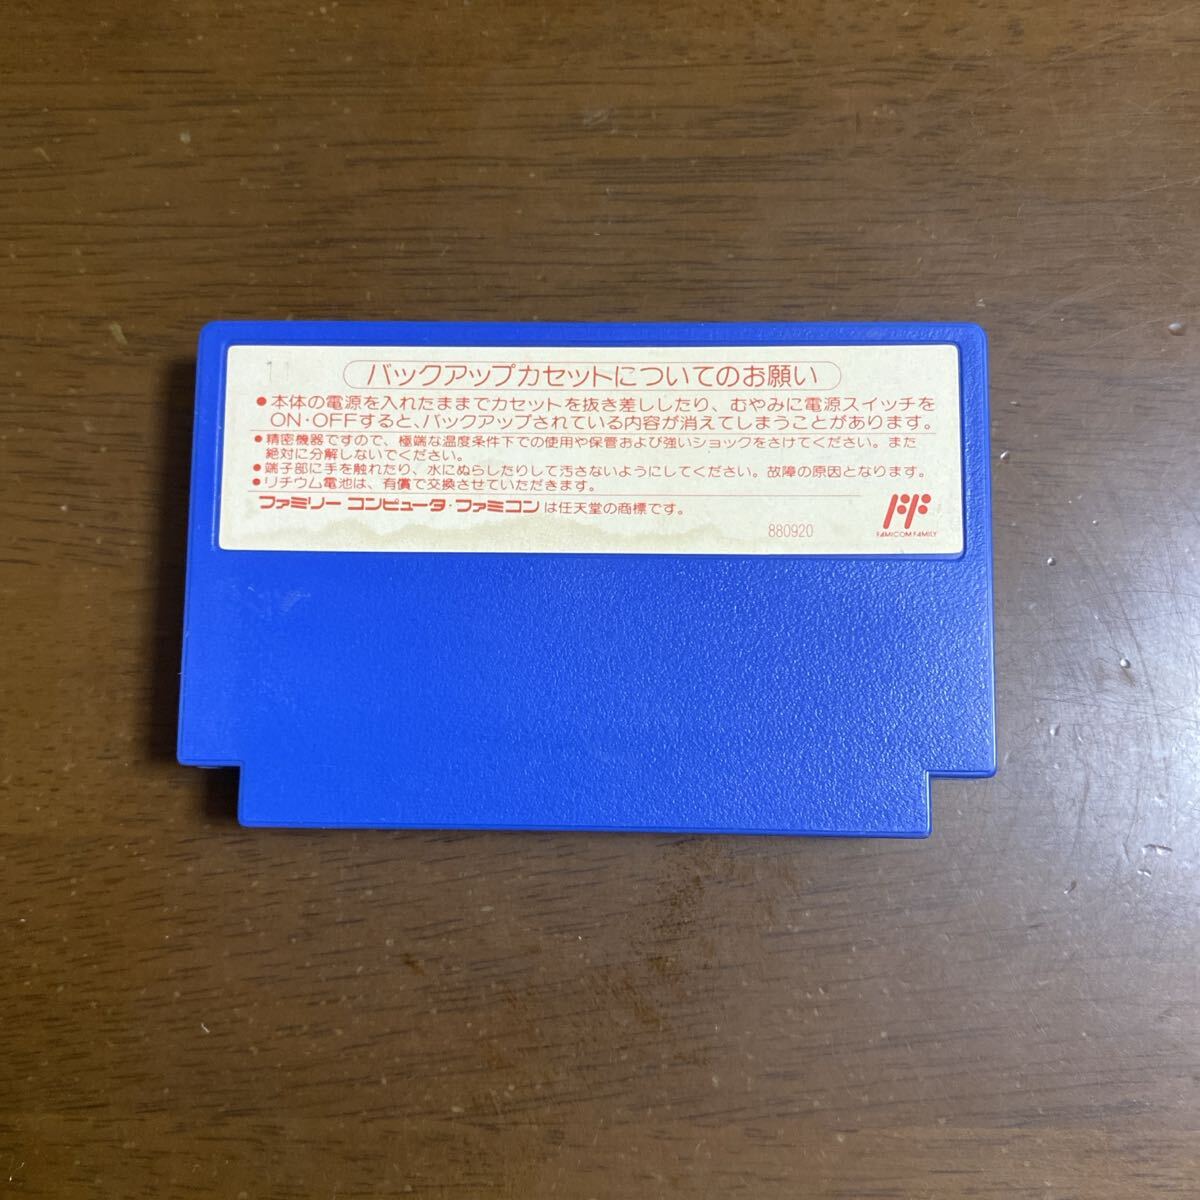 11
バックアップカセットについてのお願い
●本体の電源を入れたままでカセットを抜き差ししたり、むやみに電源スイッチを
ON・OFFすると、バックアップされている内容が消えてしまうことがあります。
●精密機器ですので、極端な温度条件下での使用や保管および強いショックをさけてください。また
絶対に分解しないでください。
●端子部に手を触れたり、水にぬらしたりして汚さないようにしてください。故障の原因となります。
●リチウム電池は、有償で交換させていただきます。
ファミリーコンピュータ・ファミコンは任天堂の商標です。
880920
FF
FAMICOM FAMILY